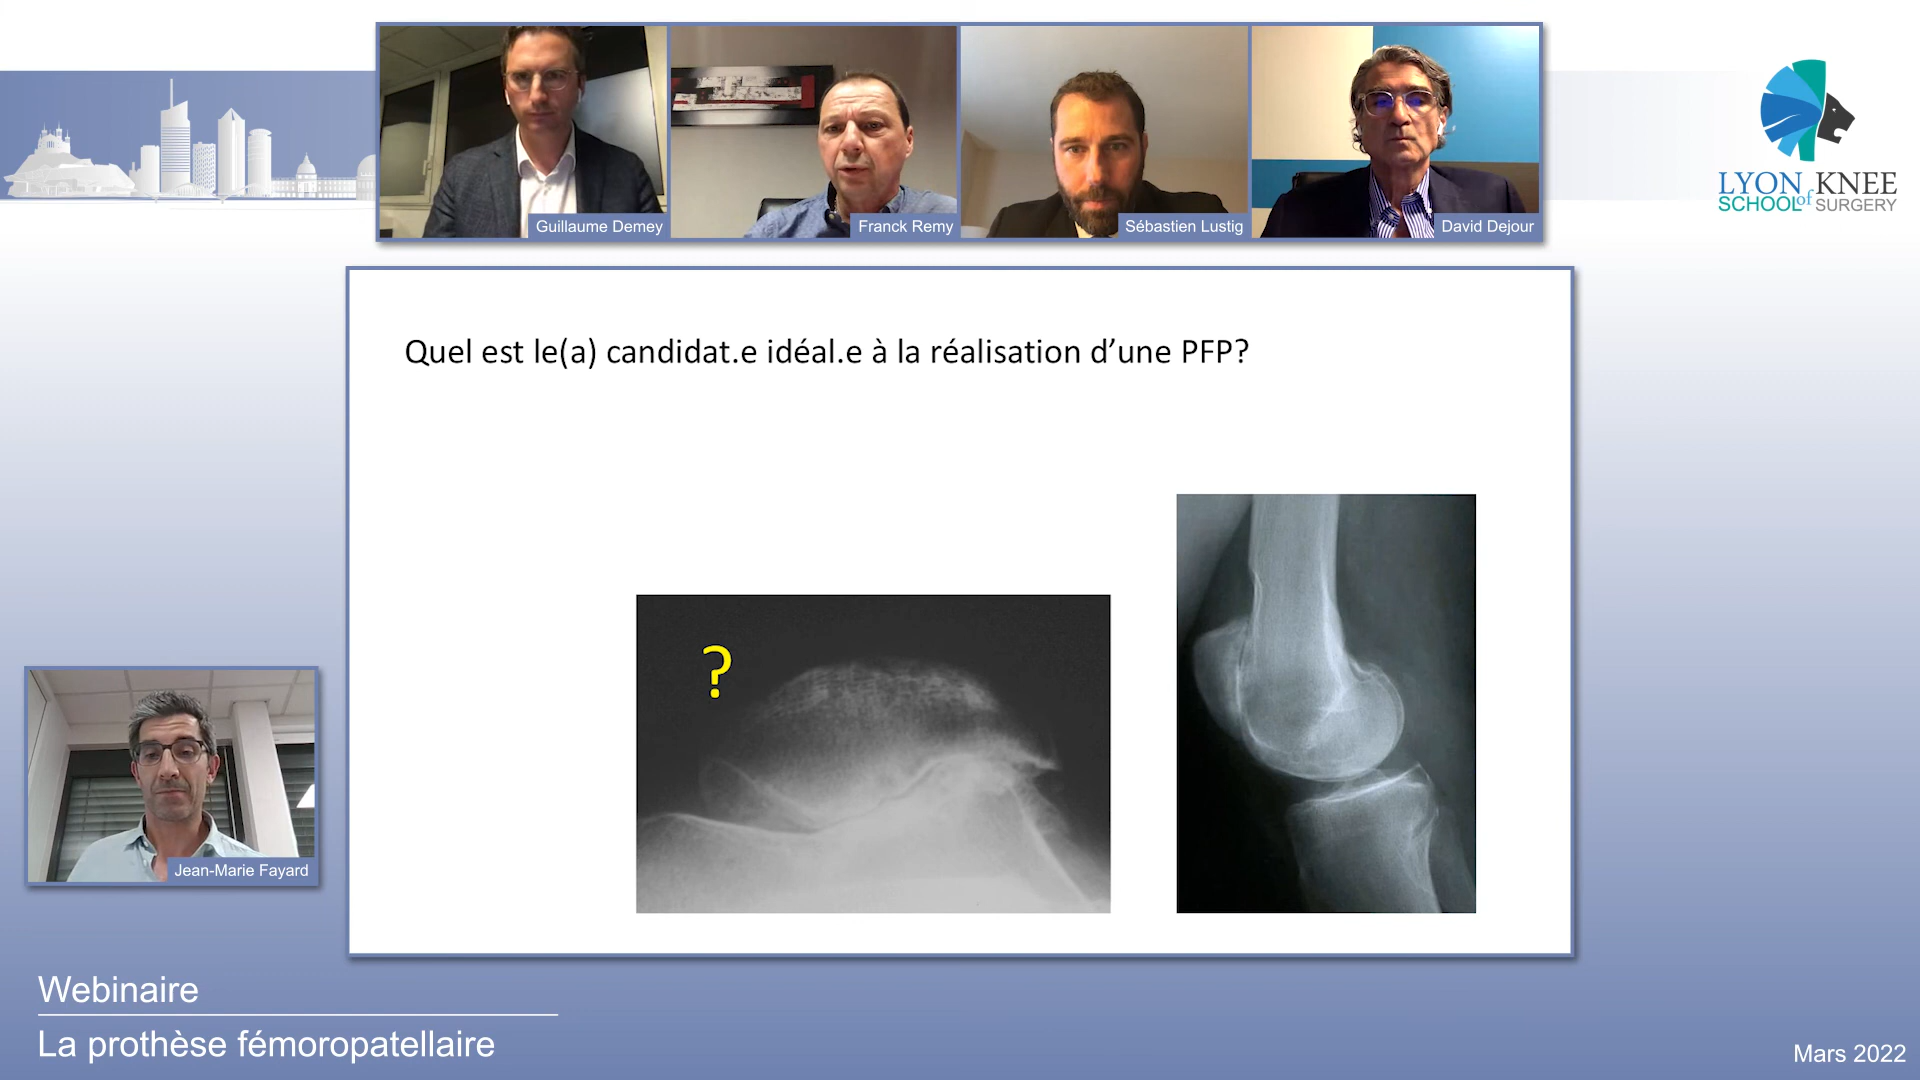 Guillaume Demey
Franck Remy
Sébastien Lustig
David Dejour
LYON KNEE
SCHOOL of SURGERY
Quel est le(a) candidat.e idéal.e à la réalisation d’une PFP?
?
Jean-Marie Fayard
Webinaire
La prothèse fémoropatellaire
Mars 2022